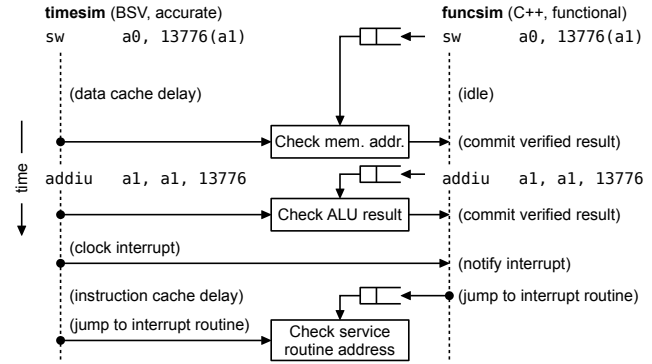 timesim (BSV, accurate) funcsim (C++, functional)
sw a0, 13776(a1) sw a0, 13776(a1)
(data cache delay) (idle)
Check mem. addr. (commit verified result)
time
addiu a1, a1, 13776 addiu a1, a1, 13776
Check ALU result (commit verified result)
(clock interrupt)
(notify interrupt)
(instruction cache delay) (jump to interrupt routine)
(jump to interrupt routine) Check service
routine address